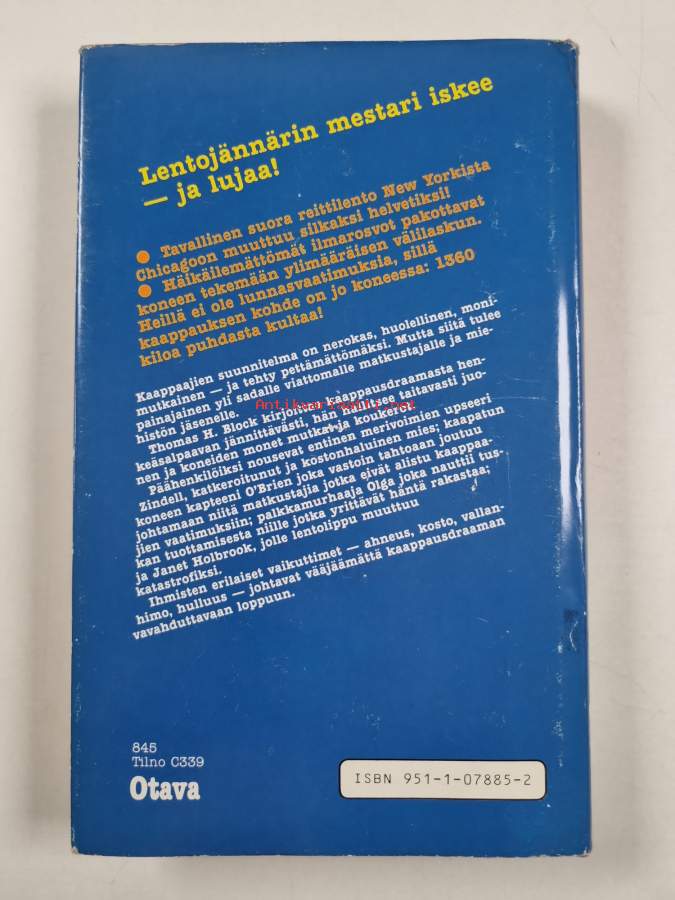 Lentojännärin mestari iskee
— ja lujaa!
● Tavallinen suora reittilento New Yorkista
Chicagoon muuttuu silkaksi helvetiksi!
● Häikäilemättömät ilmarosvot pakottavat
koneen tekemään ylimääräisen välilaskun.
Heillä ei ole lunnasvaatimuksia, sillä
kaappauksen kohde on jo koneessa: 1360
kiloa puhdasta kultaa!
Kaappaajien suunnitelma on nerokas, huolellinen, moni-
mutkainen — ja tehty pettämättömäksi. Mutta siitä tulee
painajainen yli sadalle viattomalle matkustajalle ja mie-
histön jäsenelle.
Thomas H. Block kirjoittaa kaappausdraamasta hen-
keäsalpaavan jännittävästi, hän punoo taitavasti juo-
nen ja koneiden monet mutkat ja koukerot.
Päähenkilöiksi nousevat entinen merivoimien upseeri
Zindell, katkeroitunut ja kostonhaluinen mies; kaapatun
koneen kapteeni O'Brien joka vastoin tahtoaan joutuu
johtamaan niitä matkustajia jotka eivät alistu kaappaa-
jien vaatimuksiin; palkkamurhaaja Olga joka nauttii tus-
kan tuottamisesta niille jotka yrittävät häntä rakastaa;
ja Janet Holbrook, jolle lentolippu muuttuu
katastrofiksi.
Ihmisten erilaiset vaikuttimet — ahneus, kosto, vallan-
himo, hulluus — johtavat vääjäämättä kaappausdraaman
vavahduttavaan loppuun.
845
Tilno C339
Otava
ISBN 951-1-07885-2